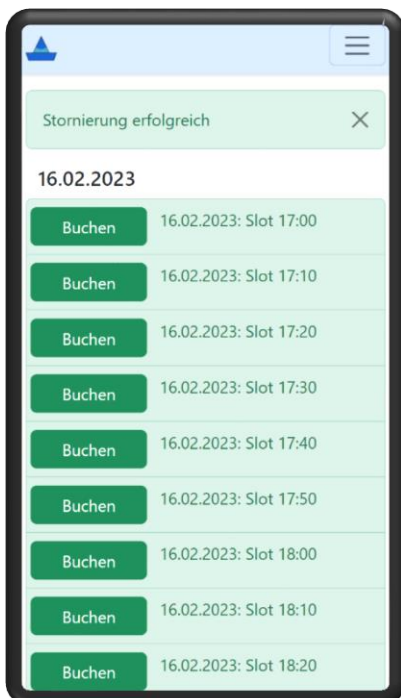 Stornierung erfolgreich
16.02.2023
Buchen 16.02.2023: Slot 17:00
Buchen 16.02.2023: Slot 17:10
Buchen 16.02.2023: Slot 17:20
Buchen 16.02.2023: Slot 17:30
Buchen 16.02.2023: Slot 17:40
Buchen 16.02.2023: Slot 17:50
Buchen 16.02.2023: Slot 18:00
Buchen 16.02.2023: Slot 18:10
Buchen 16.02.2023: Slot 18:20